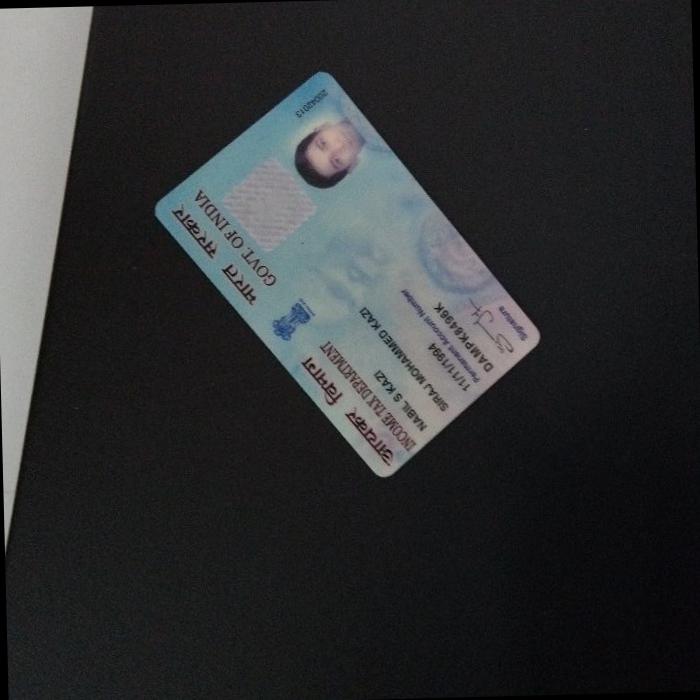 आयकर विभाग
INCOME TAX DEPARTMENT
भारत सरकार
GOVT. OF INDIA
NABIL S KAZI
SIRAJ MOHAMMED KAZI
11/11/1994
Permanent Account Number
DAMPK8496K
Signature
20042013